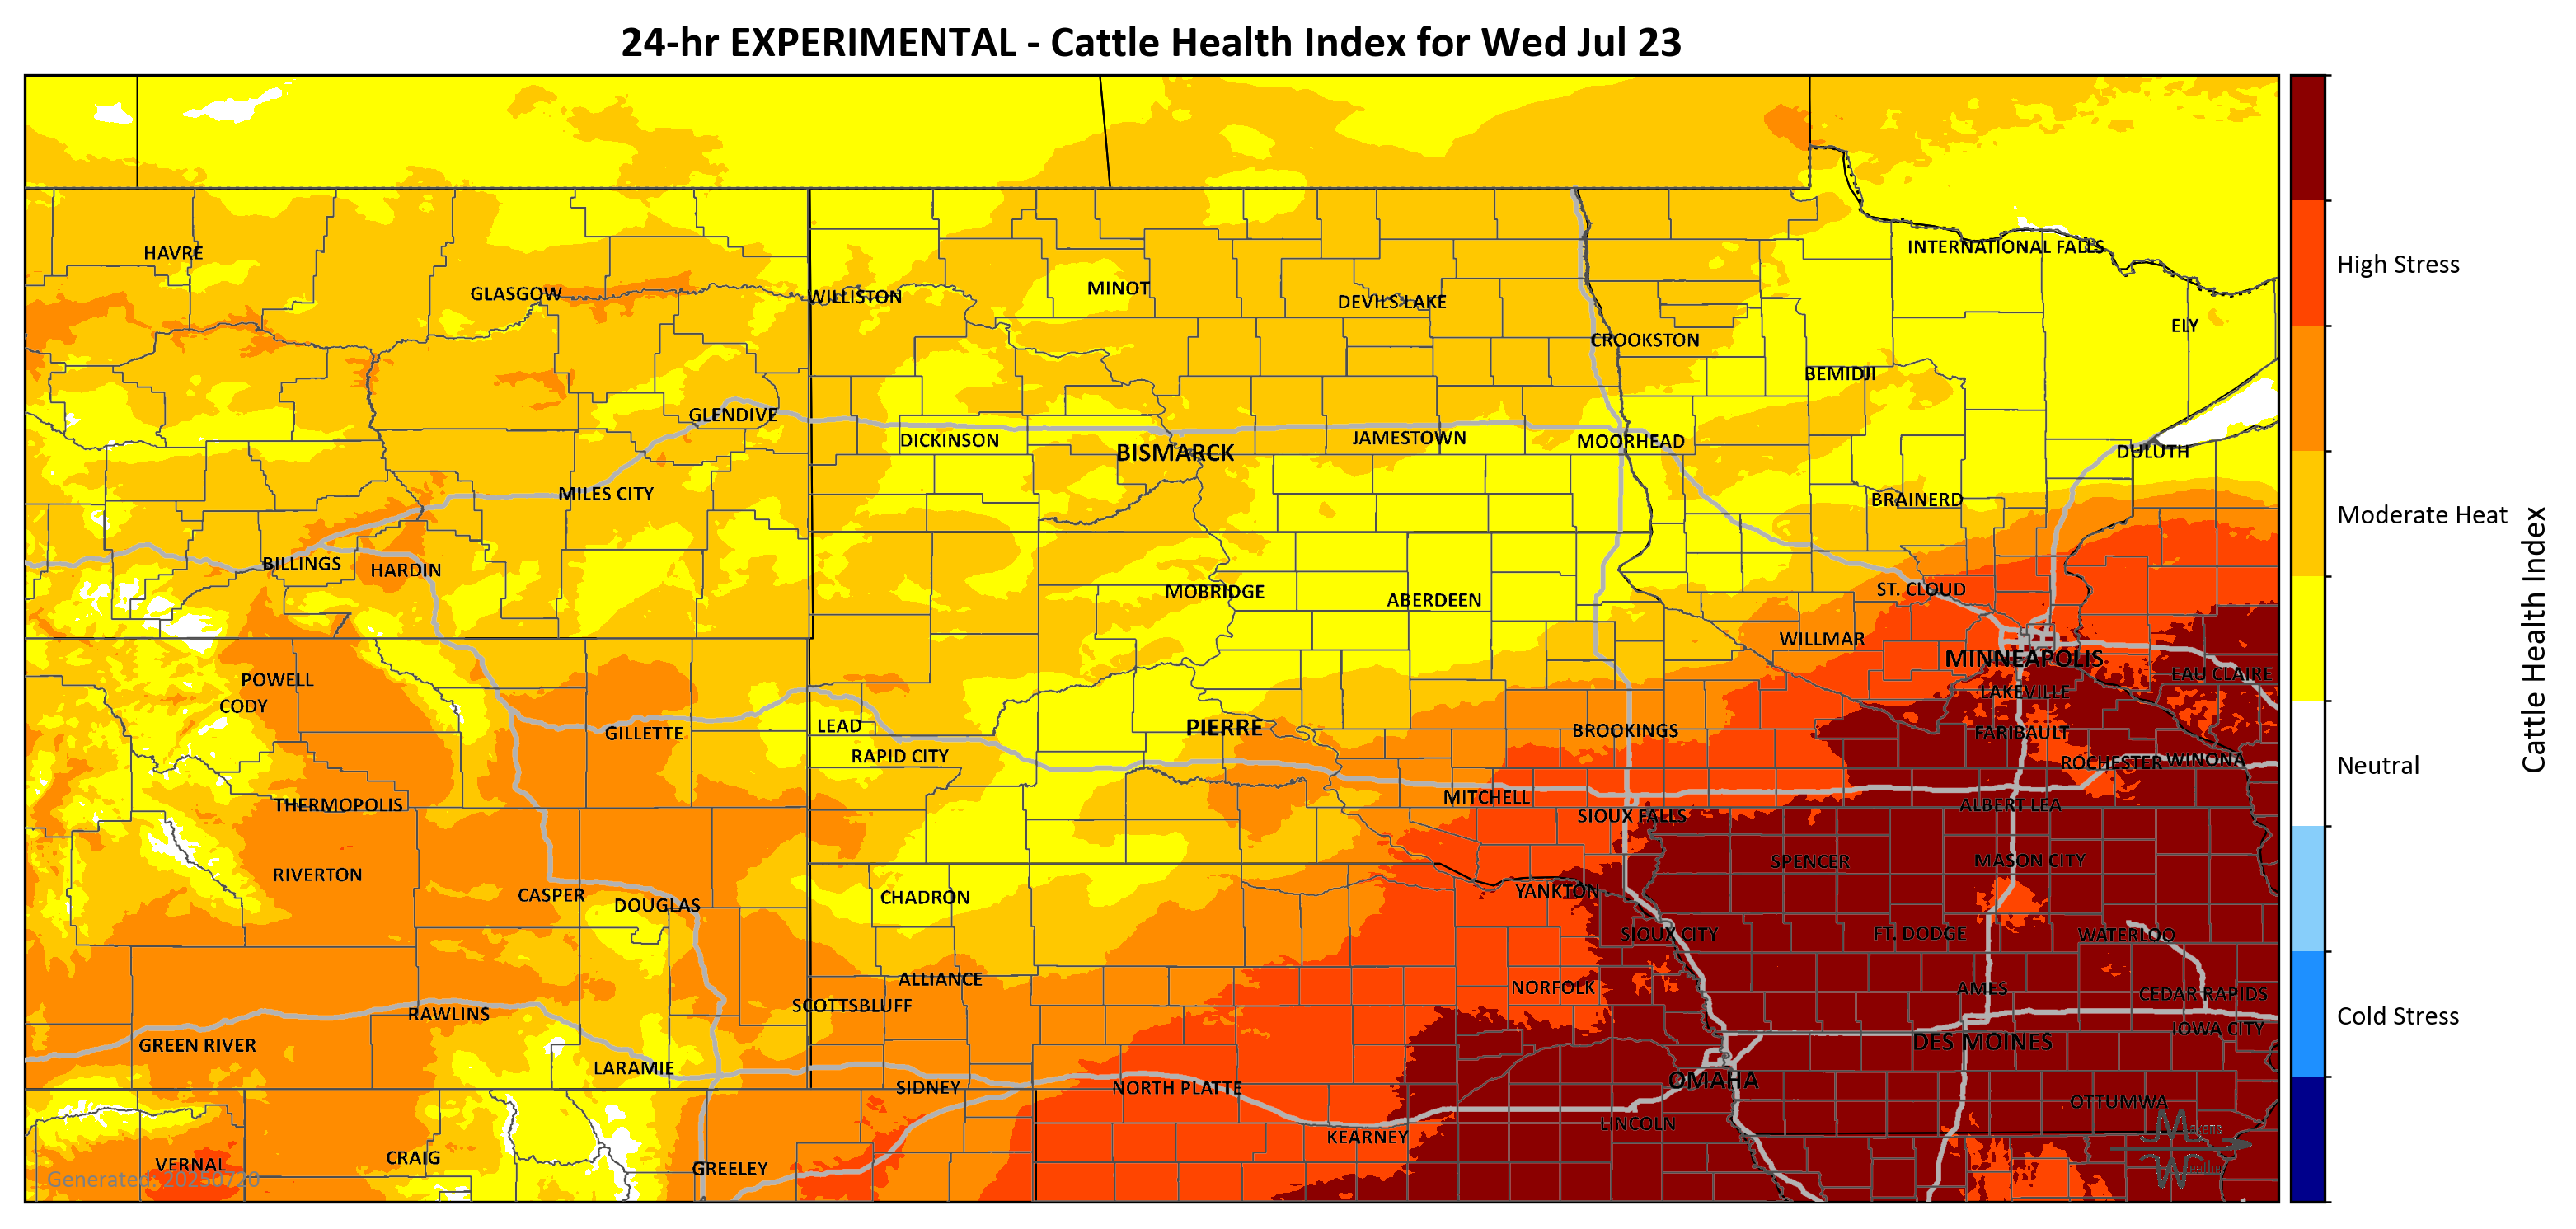 24-hr EXPERIMENTAL - Cattle Health Index for Wed Jul 23
HAVRE
INTERNATIONAL FALLS
GLASGOW
WILLISTON
MINOT
DEVILS LAKE
ELY
CROOKSTON
BEMIDJI
GLENDIVE
DICKINSON
BISMARCK
JAMESTOWN
MOORHEAD
DULUTH
MILES CITY
BRAINERD
BILLINGS
HARDIN
MOBRIDGE
ABERDEEN
ST. CLOUD
WILLMAR
MINNEAPOLIS
EAU CLAIRE
POWELL
CODY
LAKEVILLE
GILLETTE
LEAD
PIERRE
BROOKINGS
FARIBAULT
RAPID CITY
ROCHESTER
WINONA
THERMOPOLIS
MITCHELL
SIOUX FALLS
ALBERT LEA
RIVERTON
SPENCER
MASON CITY
CASPER
DOUGLAS
CHADRON
YANKTON
SIOUX CITY
FT. DODGE
WATERLOO
ALLIANCE
SCOTTSBLUFF
NORFOLK
AMES
CEDAR RAPIDS
RAWLINS
IOWA CITY
GREEN RIVER
DES MOINES
LARAMIE
SIDNEY
NORTH PLATTE
OMAHA
OTTUMWA
LINCOLN
KEARNEY
VERNAL
CRAIG
GREELEY
Generated: 20250720
High Stress
Moderate Heat
Neutral
Cold Stress
Cattle Health Index